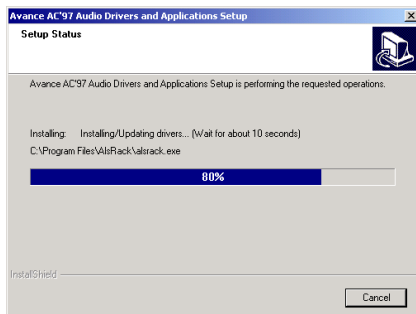 Avance AC'97 Audio Drivers and Applications Setup
Setup Status
Avance AC'97 Audio Drivers and Applications Setup is performing the requested operations.
Installing: Installing/Updating drivers... (Wait for about 10 seconds)
C:\Program Files\AlsRack\alsrack.exe
80%
InstallShield
Cancel